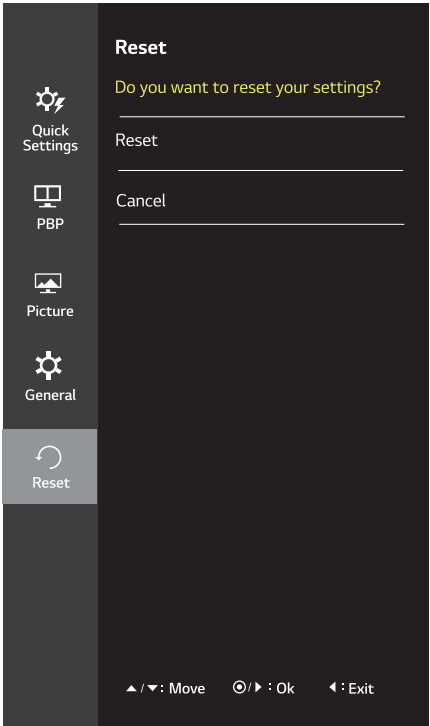 Reset
Do you want to reset your settings?
Reset
Cancel
Quick
Settings
PBP
Picture
General
Reset
▲/▼: Move ◉/▶ : Ok ◀ : Exit